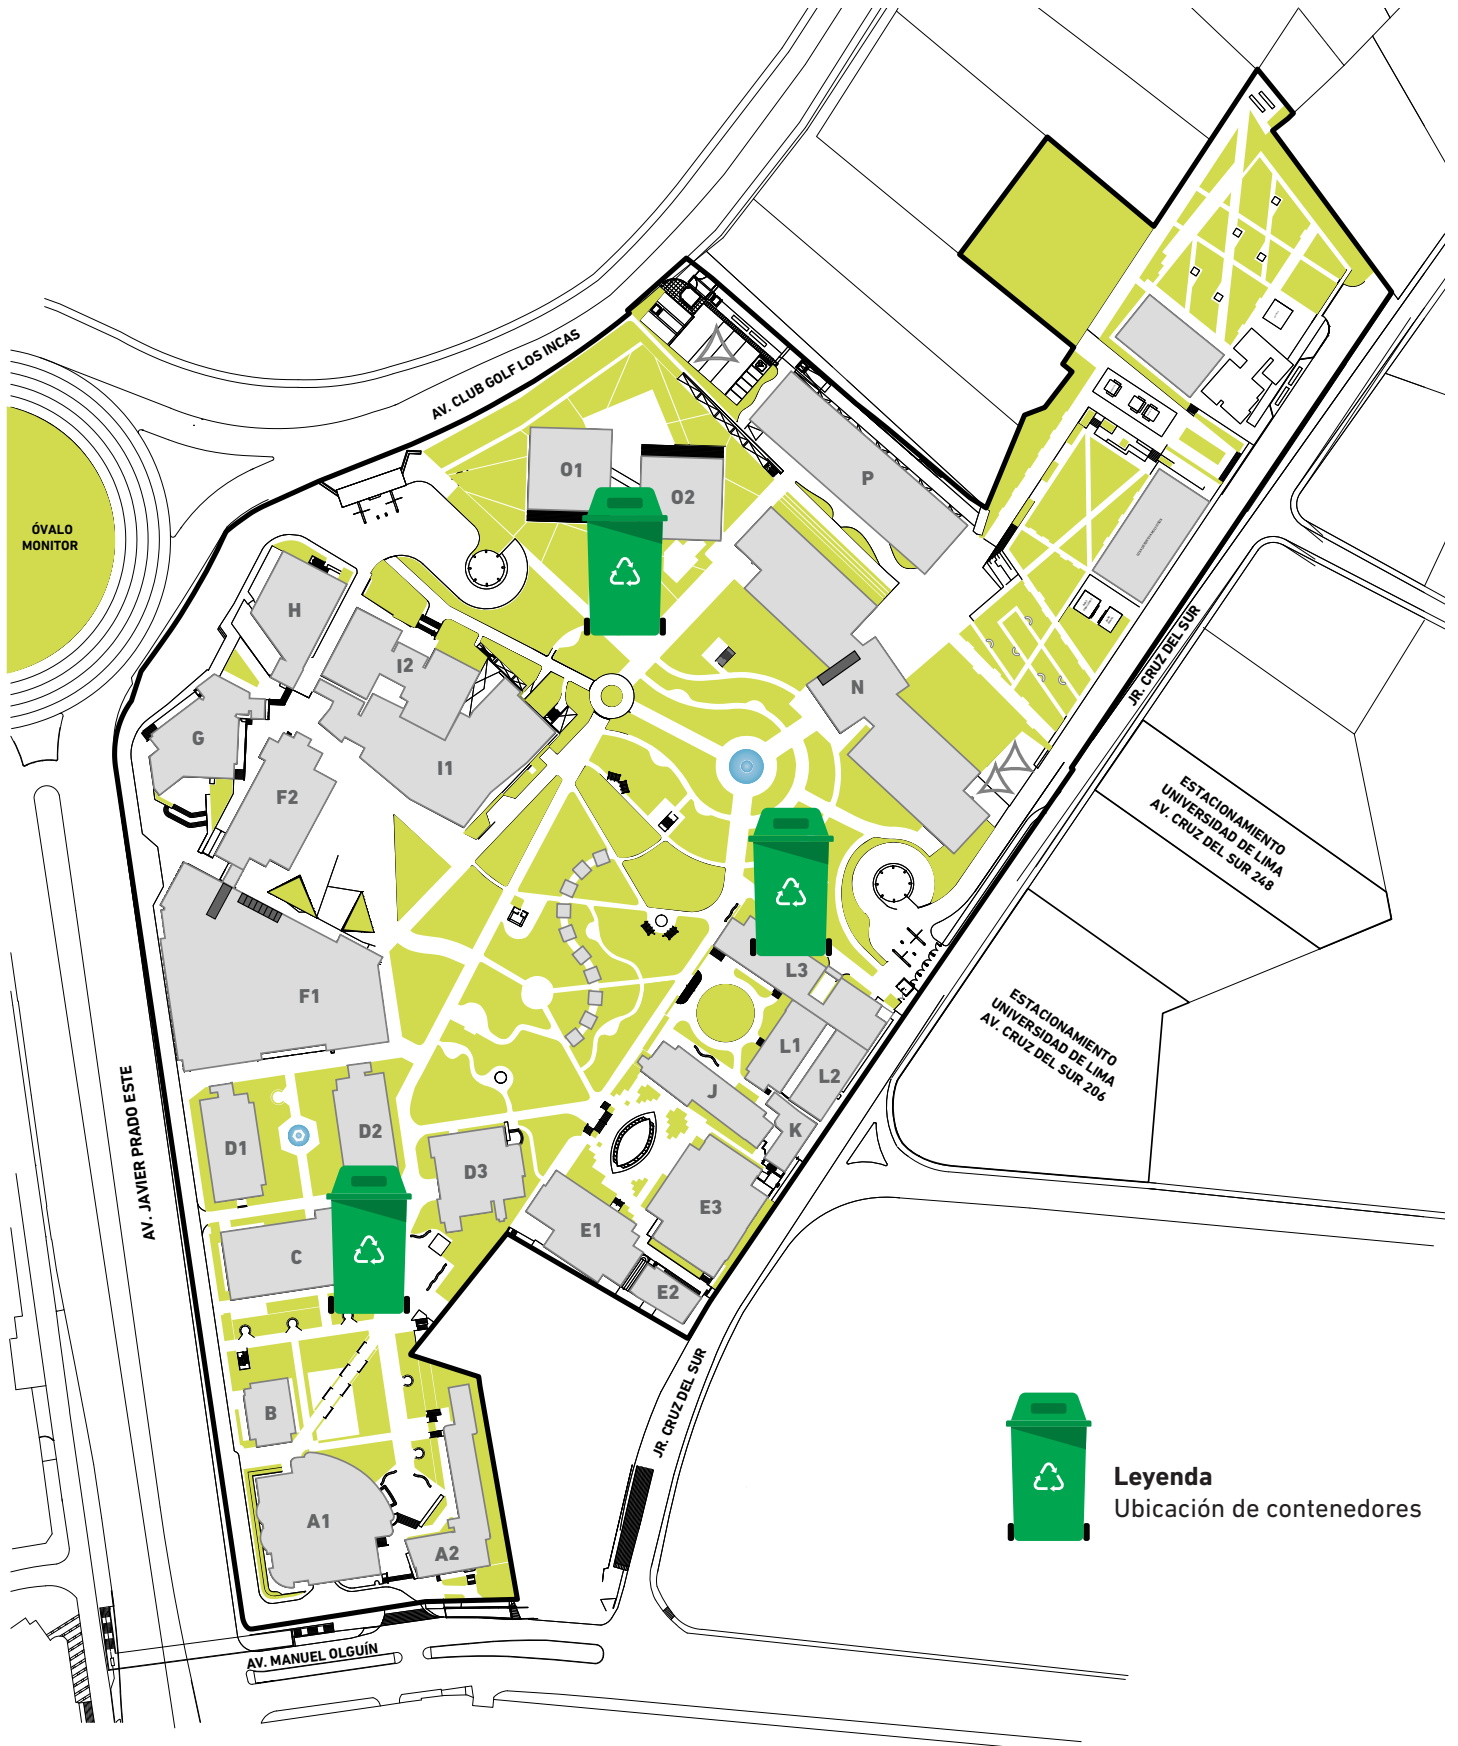 AV. CLUB GOLF LOS INCAS
O1
O2
P
ÓVALO
MONITOR
H
I2
N
G
I1
F2
JR. CRUZ DEL SUR
ESTACIONAMIENTO
UNIVERSIDAD DE LIMA
AV. CRUZ DEL SUR 248
L3
F1
ESTACIONAMIENTO
UNIVERSIDAD DE LIMA
AV. CRUZ DEL SUR 206
L1
L2
J
K
AV. JAVIER PRADO ESTE
D1
D2
D3
E3
E1
C
E2
JR. CRUZ DEL SUR
B
A1
A2
Leyenda
Ubicación de contenedores
AV. MANUEL OLGUÍN